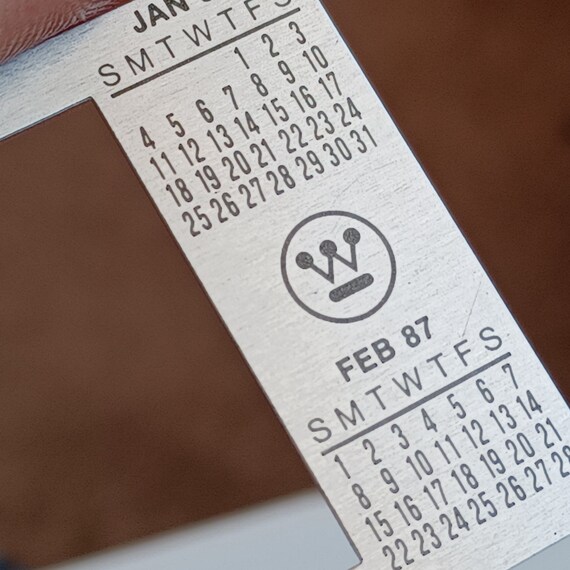 JAN
S M T W T F S
1 2 3
4 5 6 7 8 9 10
11 12 13 14 15 16 17
18 19 20 21 22 23 24
25 26 27 28 29 30 31
W
FEB 87
S M T W T F S
1 2 3 4 5 6 7
8 9 10 11 12 13 14
15 16 17 18 19 20 21
22 23 24 25 26 27 28